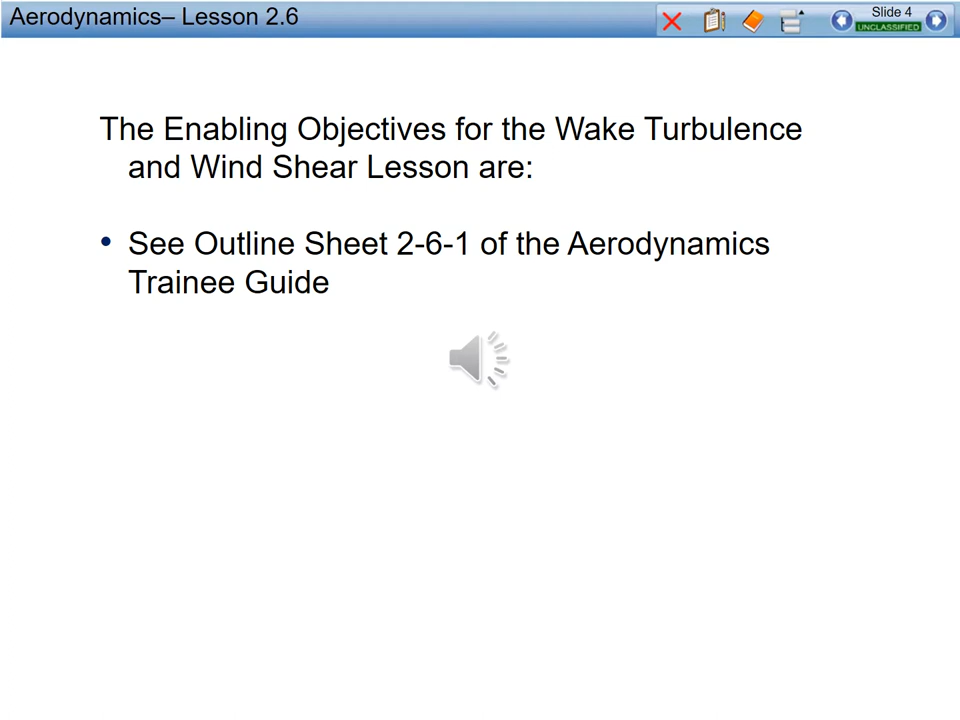 Aerodynamics– Lesson 2.6
Slide 4
UNCLASSIFIED
The Enabling Objectives for the Wake Turbulence
and Wind Shear Lesson are:
• See Outline Sheet 2-6-1 of the Aerodynamics
Trainee Guide